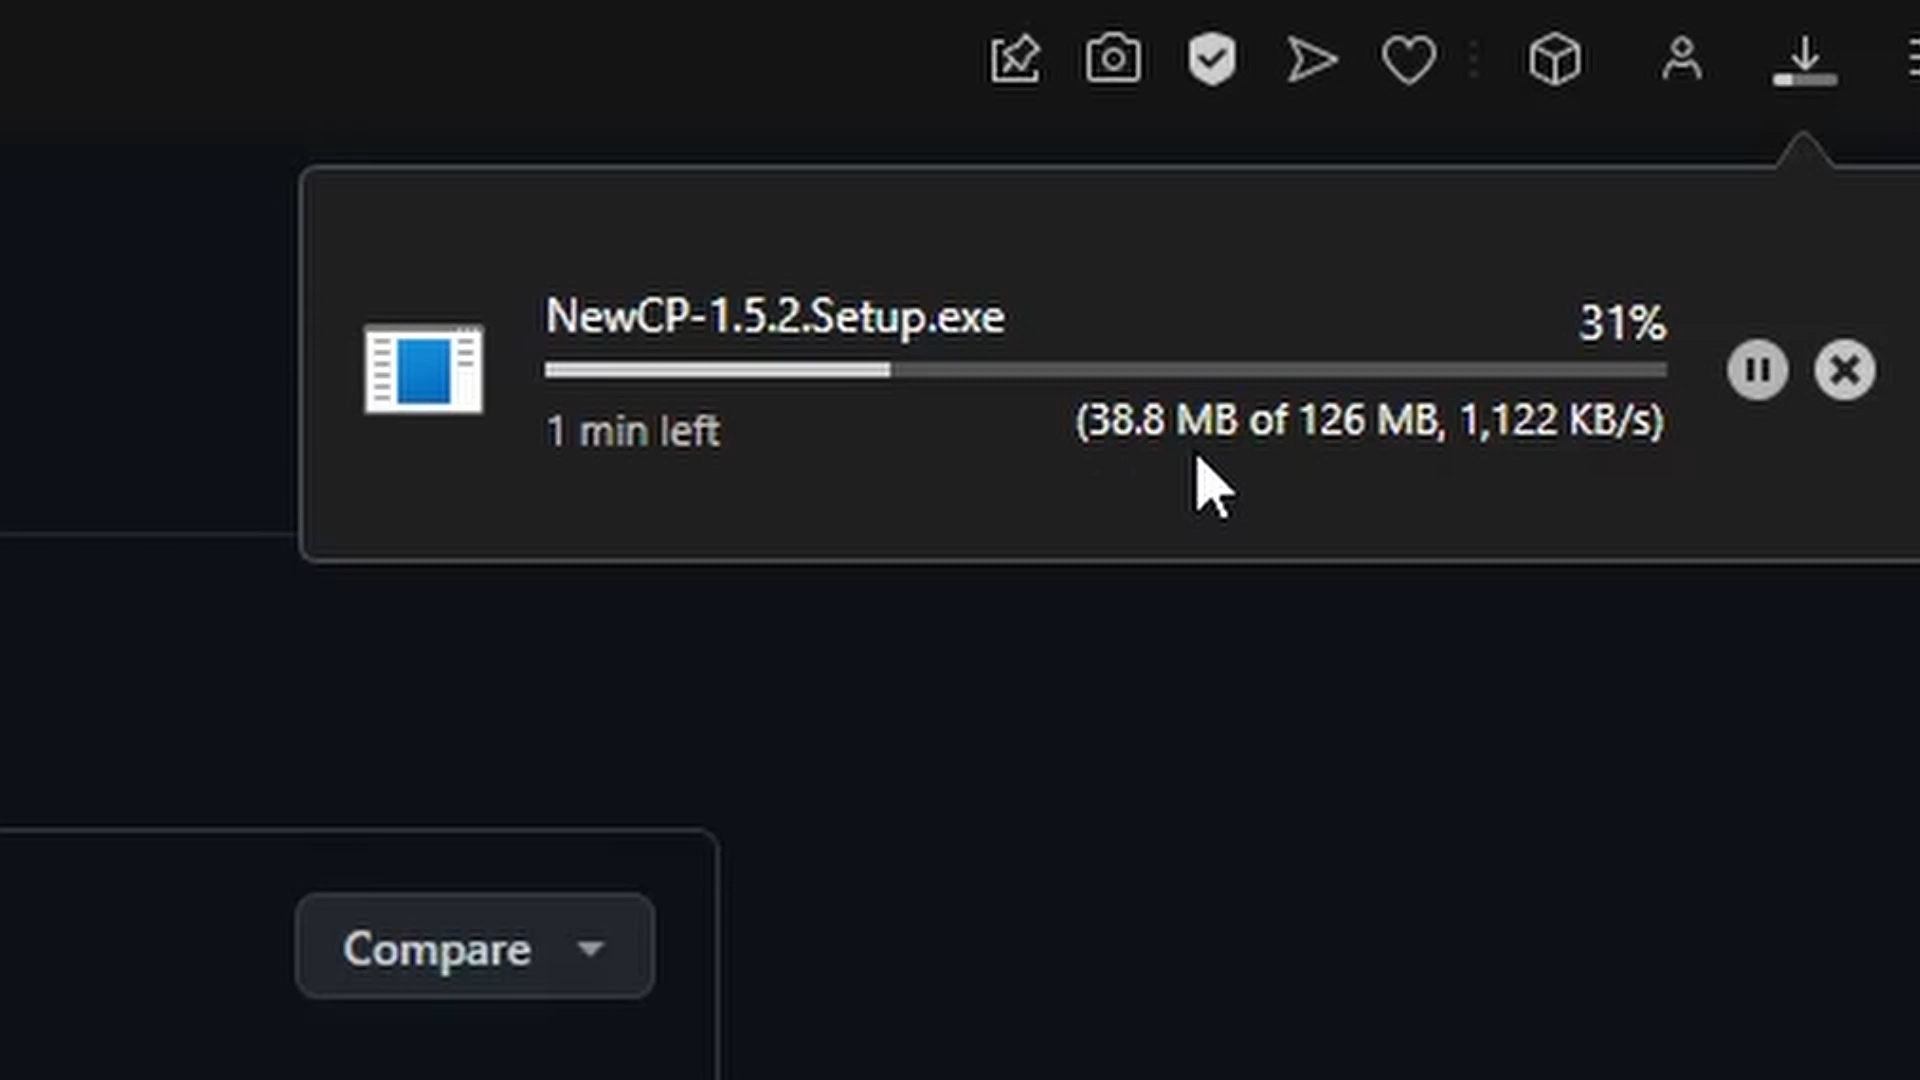 NewCP-1.5.2.Setup.exe
31%
1 min left
(38.8 MB of 126 MB, 1,122 KB/s)
Compare